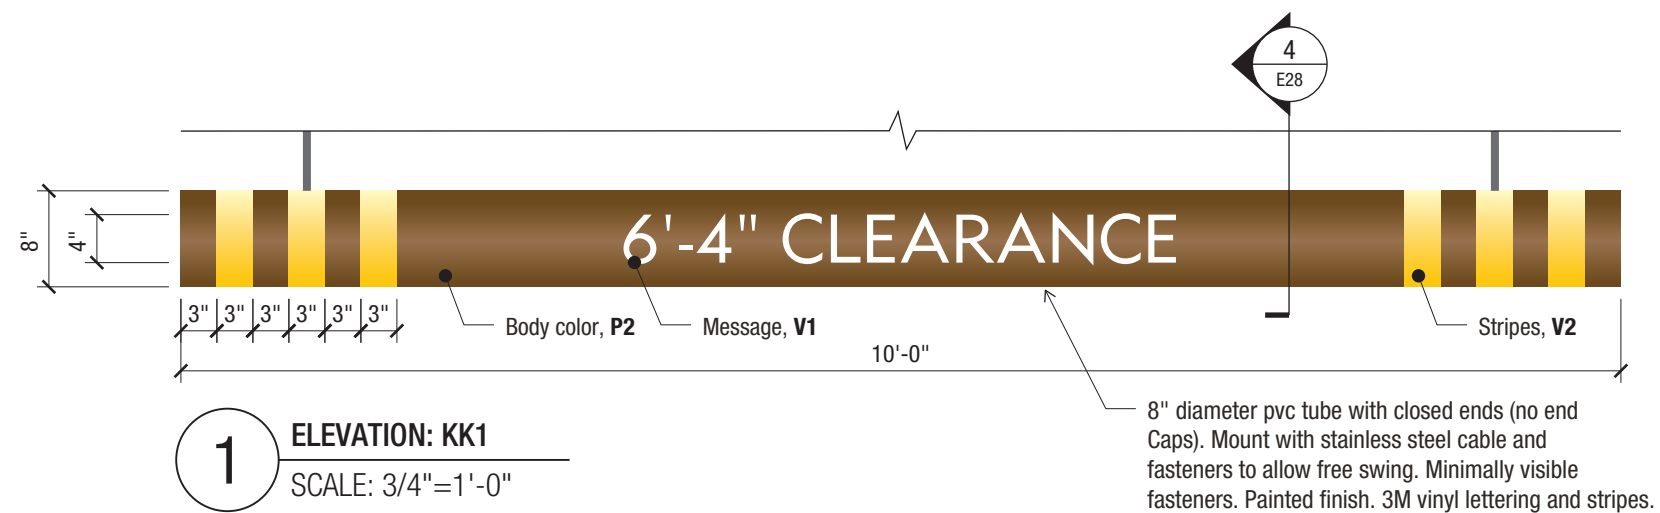 4
E28
8"
4"
6'-4" CLEARANCE
3" 3" 3" 3" 3" 3"
Body color, P2
Message, V1
Stripes, V2
10'-0"
8" diameter pvc tube with closed ends (no end
Caps). Mount with stainless steel cable and
fasteners to allow free swing. Minimally visible
fasteners. Painted finish. 3M vinyl lettering and stripes.
1
ELEVATION: KK1
SCALE: 3/4"=1'-0"